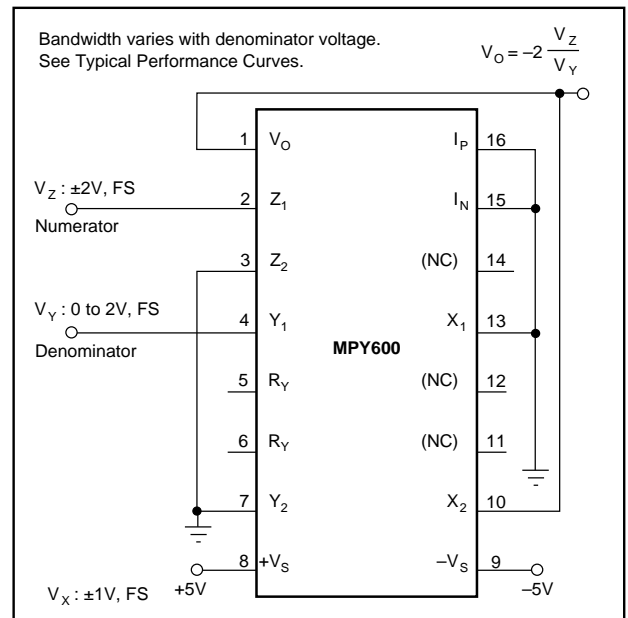 Bandwidth varies with denominator voltage.
See Typical Performance Curves.
V_O = –2 V_Z / V_Y
1 V_O I_P 16
V_Z : ±2V, FS
2 Z_1 I_N 15
Numerator
3 Z_2 (NC) 14
V_Y : 0 to 2V, FS
4 Y_1 X_1 13
Denominator
MPY600
5 R_Y (NC) 12
6 R_Y (NC) 11
7 Y_2 X_2 10
8 +V_S –V_S 9
V_X : ±1V, FS +5V –5V